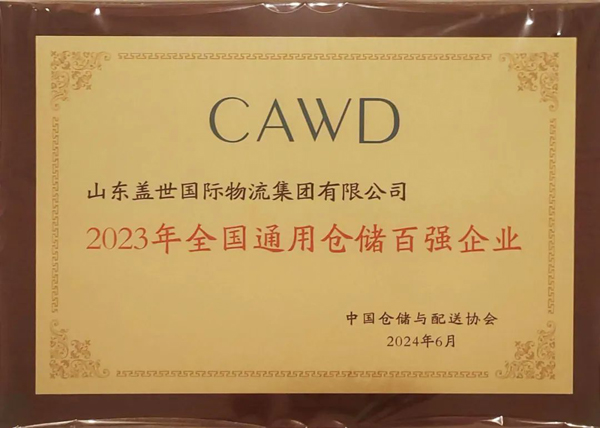 CAWD
山东盖世国际物流集团有限公司
2023年全国通用仓储百强企业
中国仓储与配送协会
2024年6月